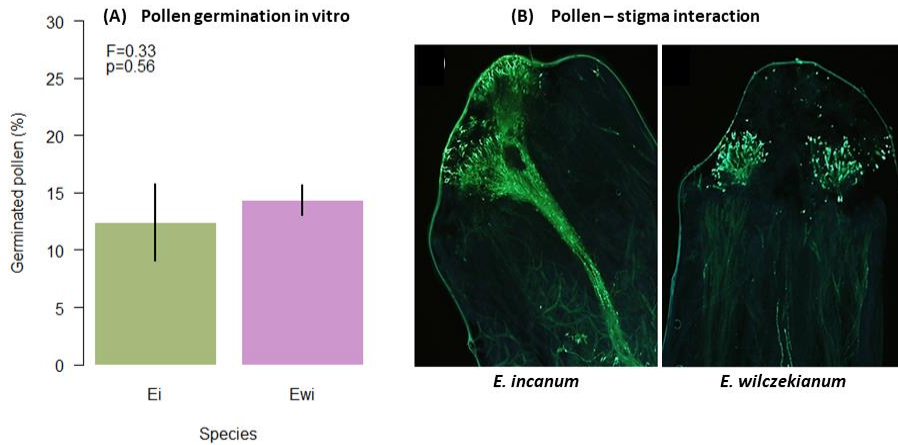 (A) Pollen germination in vitro
30
25
20
15
10
5
0
Germinated pollen (%)
F=0.33
p=0.56
Ei
Ewi
Species
(B) Pollen – stigma interaction
E. incanum
E. wilczekianum